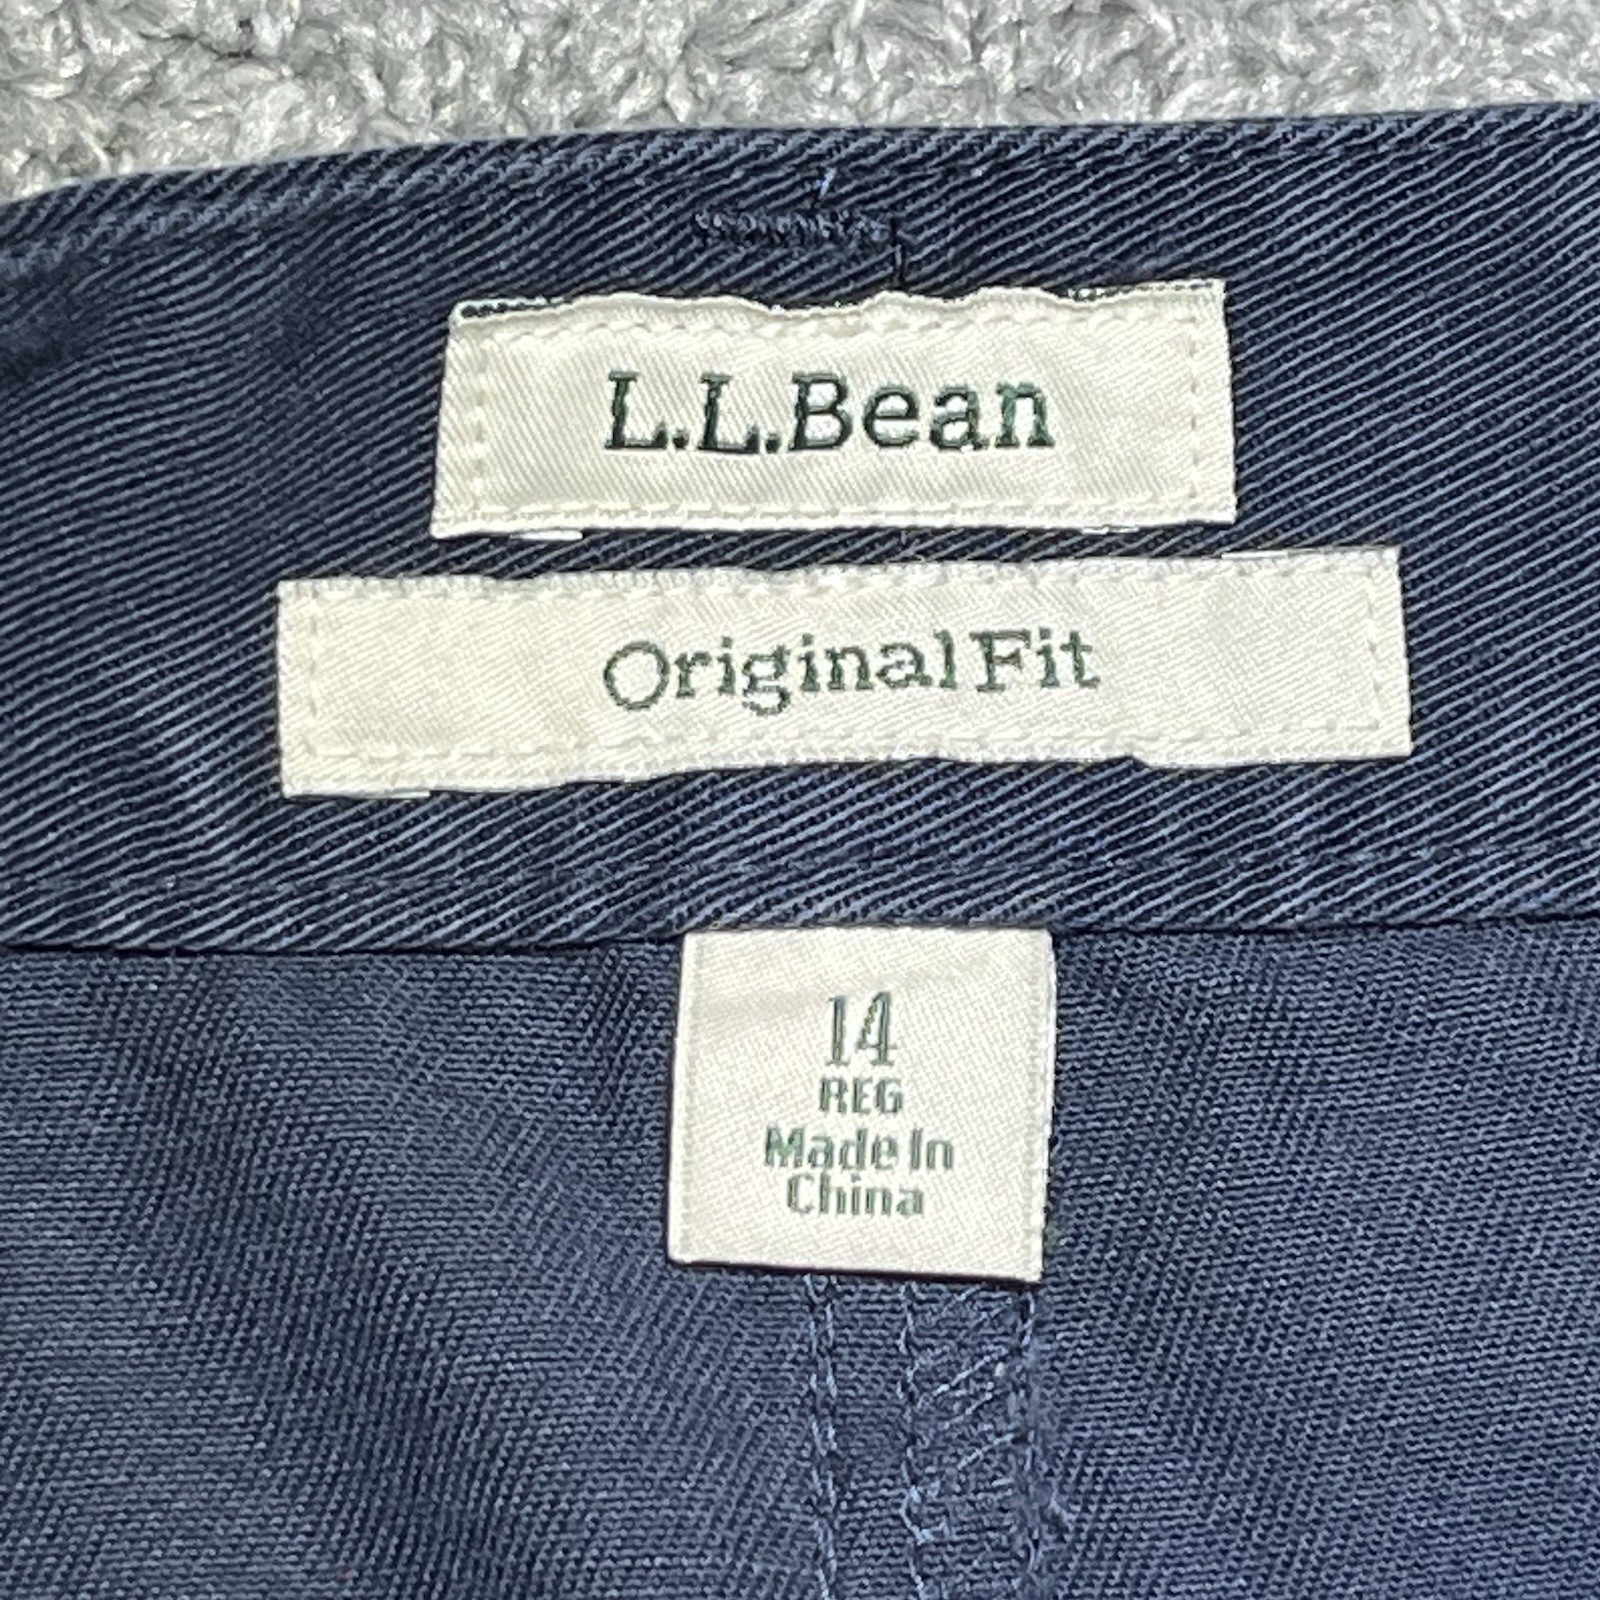 L.L.Bean
Original Fit
14
REG
Made In
China